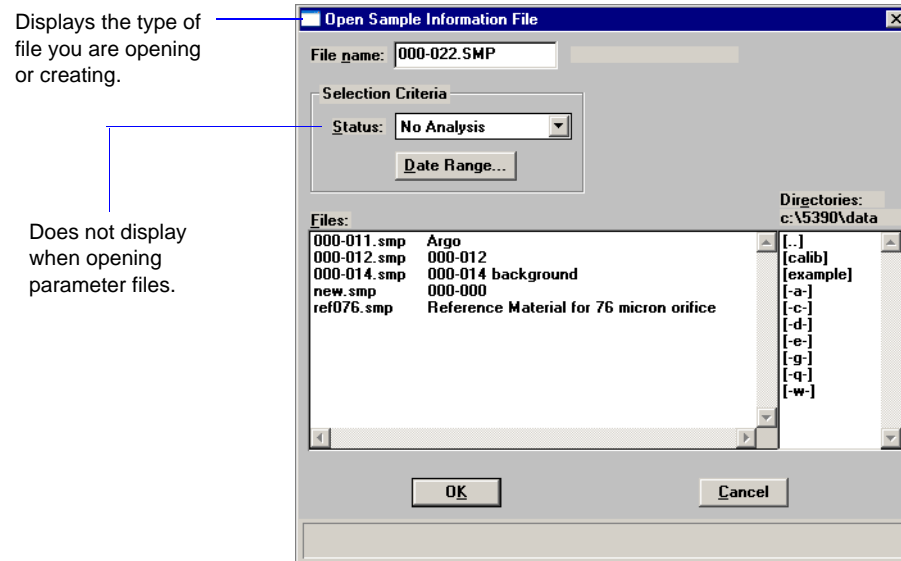 Displays the type of
file you are opening
or creating.
Does not display
when opening
parameter files.
Open Sample Information File
File name: 000-022.SMP
Selection Criteria
Status: No Analysis
Date Range...
Files:
000-011.smp Argo
000-012.smp 000-012
000-014.smp 000-014 background
new.smp 000-000
ref076.smp Reference Material for 76 micron orifice
Directories:
c:\5390\data
[..]
[calib]
[example]
[-a-]
[-c-]
[-d-]
[-e-]
[-g-]
[-q-]
[-w-]
OK
Cancel